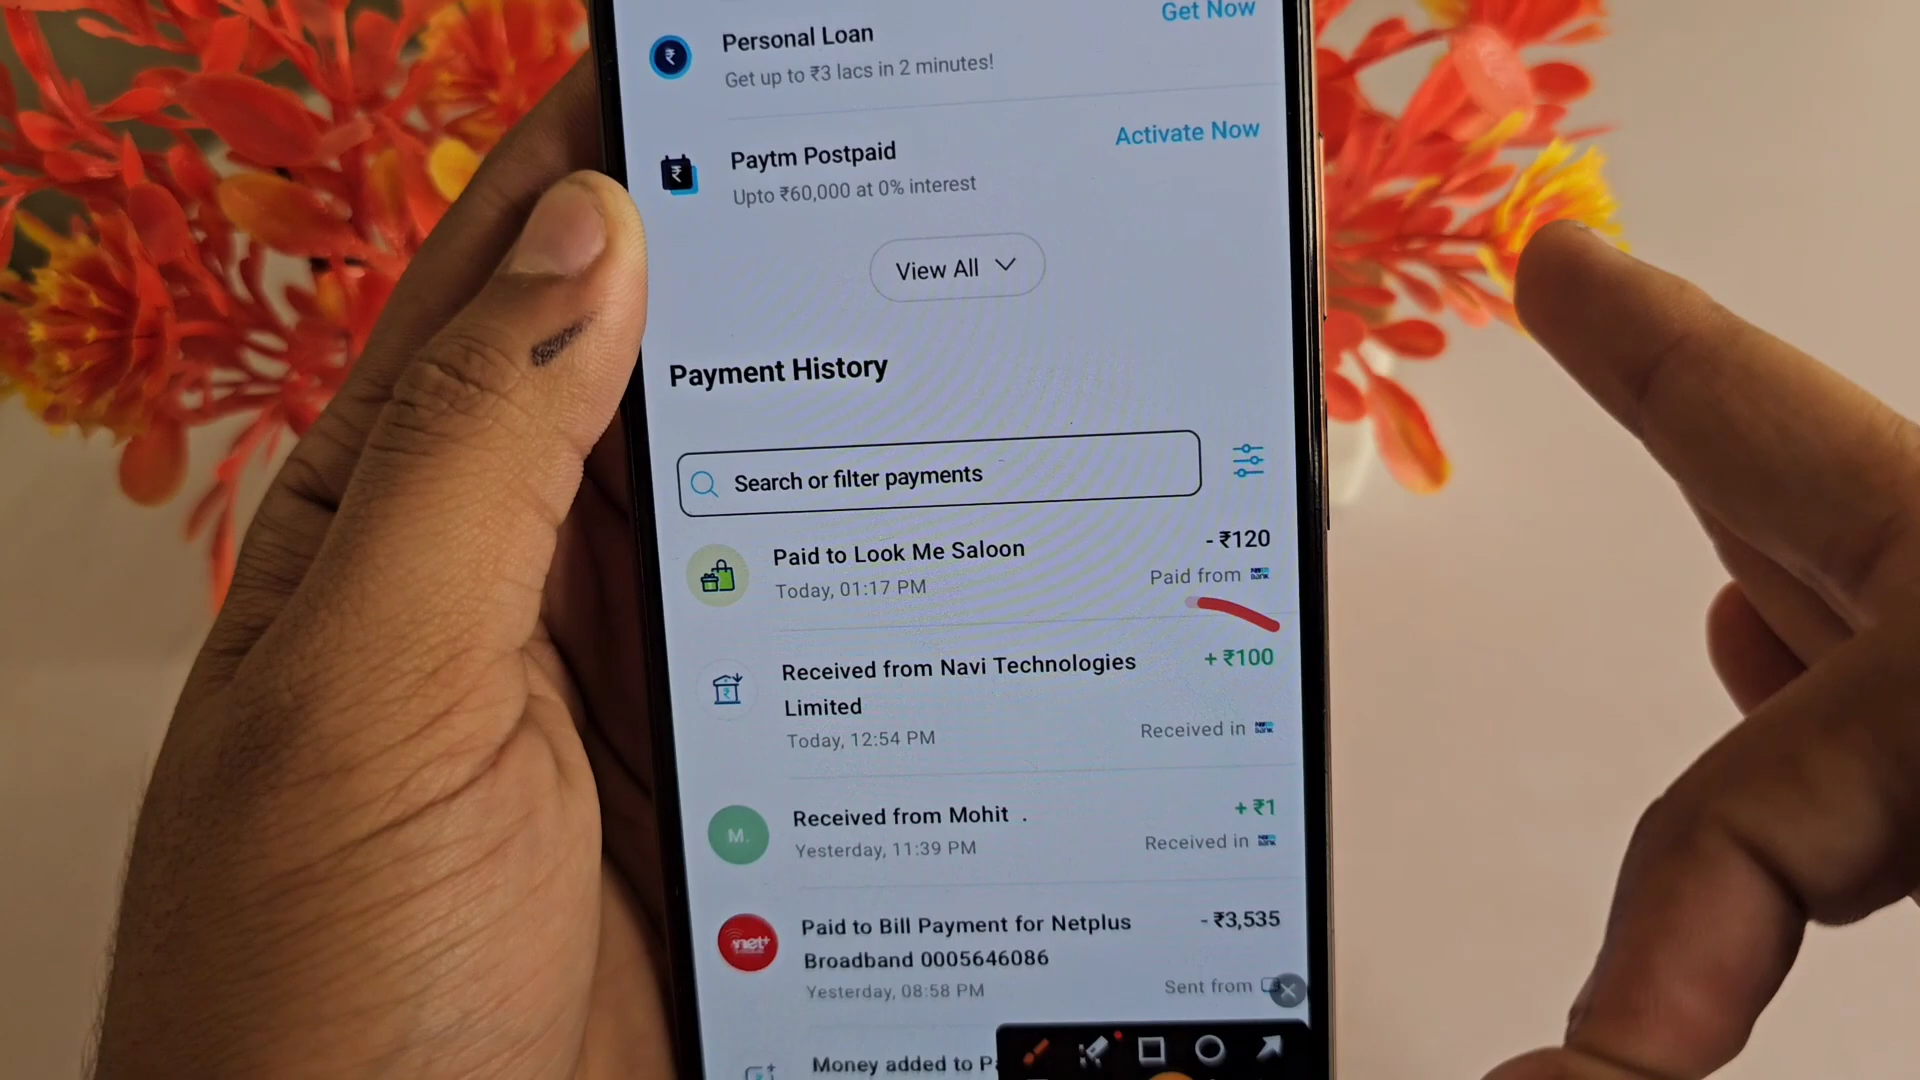 Get Now
Personal Loan
Get up to ₹3 lacs in 2 minutes!
Activate Now
Paytm Postpaid
Upto ₹60,000 at 0% interest
View All
Payment History
Search or filter payments
Paid to Look Me Saloon - ₹120
Today, 01:17 PM Paid from
Received from Navi Technologies + ₹100
Limited
Today, 12:54 PM Received in
M. Received from Mohit . + ₹1
Yesterday, 11:39 PM Received in
net+ Paid to Bill Payment for Netplus - ₹3,535
Broadband 0005646086
Yesterday, 08:58 PM Sent from
Money added to